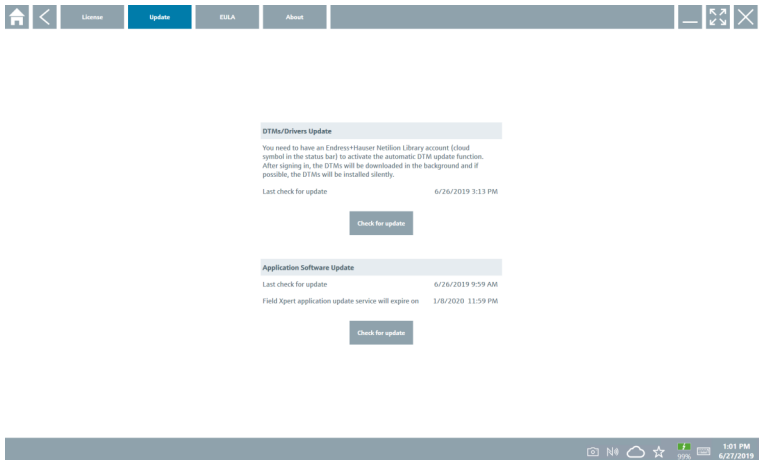 License Update EULA About
DTMs/Drivers Update
You need to have an Endress+Hauser Netilion Library account (cloud
symbol in the status bar) to activate the automatic DTM update function.
After signing in, the DTMs will be downloaded in the background and if
possible, the DTMs will be installed silently.
Last check for update 6/26/2019 3:13 PM
Check for update
Application Software Update
Last check for update 6/26/2019 9:59 AM
Field Xpert application update service will expire on 1/8/2020 11:59 PM
Check for update
1:01 PM
99% 6/27/2019